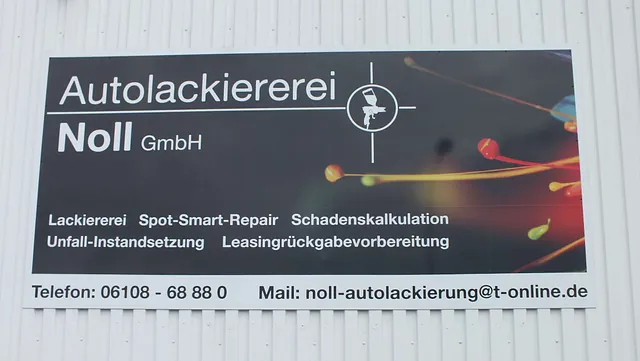 Autolackiererei
Noll GmbH
Lackiererei Spot-Smart-Repair Schadenskalkulation
Unfall-Instandsetzung Leasingrückgabevorbereitung
Telefon: 06108 - 68 88 0 Mail: noll-autolackierung@t-online.de